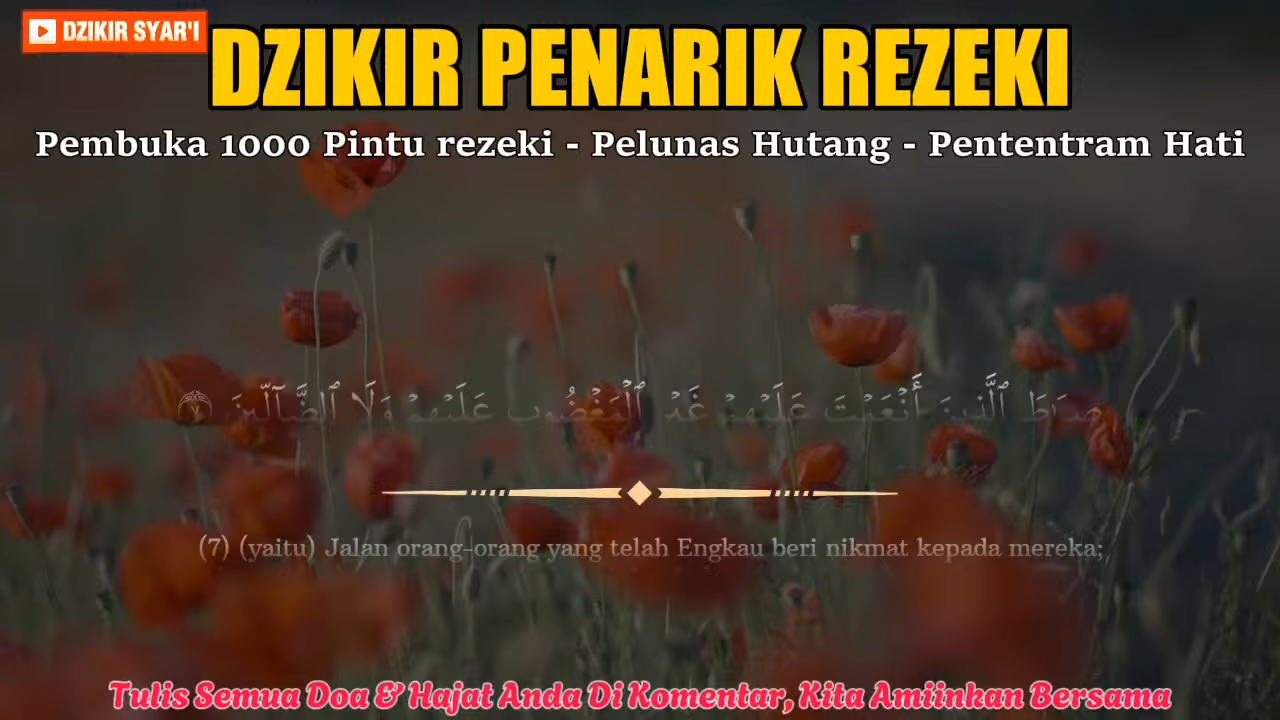 DZIKIR SYAR'I
DZIKIR PENARIK REZEKI
Pembuka 1000 Pintu rezeki - Pelunas Hutang - Pententram Hati
صِرَٰطَ ٱلَّذِينَ أَنۡعَمۡتَ عَلَيۡهِمۡ غَيۡرِ ٱلۡمَغۡضُوبِ عَلَيۡهِمۡ وَلَا ٱلضَّآلِّينَ ٧
(7) (yaitu) Jalan orang-orang yang telah Engkau beri nikmat kepada mereka;
Tulis Semua Doa & Hajat Anda Di Komentar, Kita Amiinkan Bersama